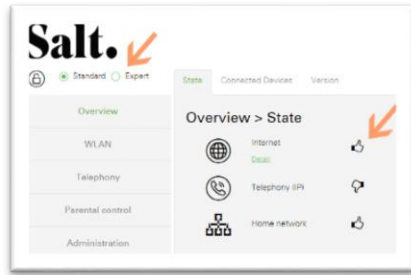 Salt.
Standard Expert
State Connected Devices Version
Overview
WLAN
Telephony
Parental control
Administration
Overview > State
Internet
Detail
Telephony (IP)
Home network